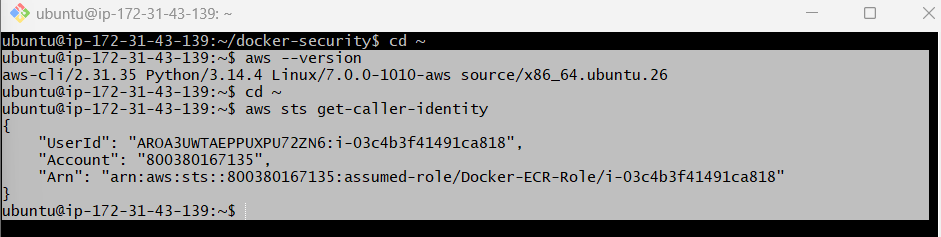 ubuntu@ip-172-31-43-139: ~
ubuntu@ip-172-31-43-139:~/docker-security$ cd ~
ubuntu@ip-172-31-43-139:~$ aws --version
aws-cli/2.31.35 Python/3.14.4 Linux/7.0.0-1010-aws source/x86_64.ubuntu.26
ubuntu@ip-172-31-43-139:~$ cd ~
ubuntu@ip-172-31-43-139:~$ aws sts get-caller-identity
{
    "UserId": "AROA3UWTAEPPUXPU72ZN6:i-03c4b3f41491ca818",
    "Account": "800380167135",
    "Arn": "arn:aws:sts::800380167135:assumed-role/Docker-ECR-Role/i-03c4b3f41491ca818"
}
ubuntu@ip-172-31-43-139:~$